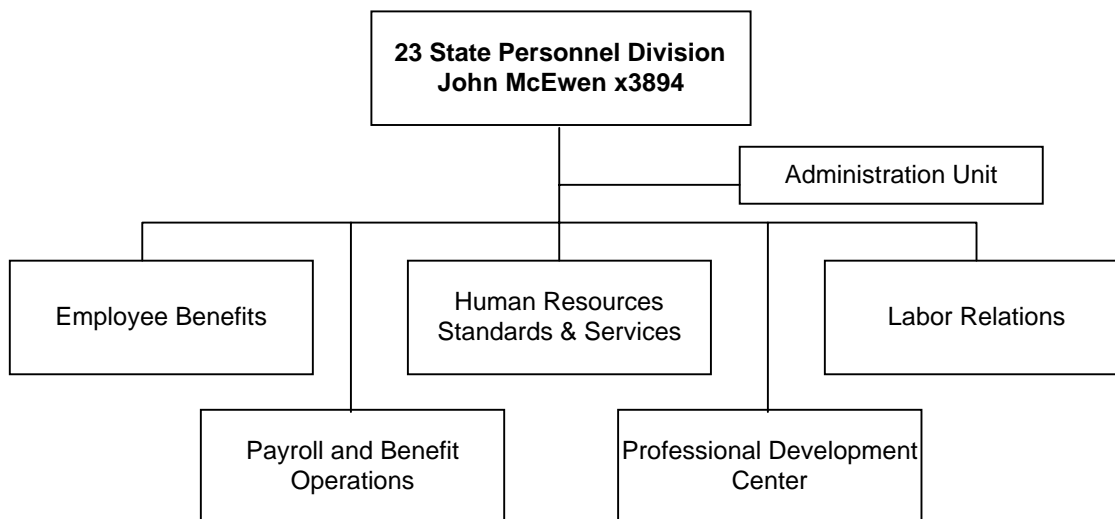 23 State Personnel Division
John McEwen x3894
Administration Unit
Employee Benefits
Human Resources
Standards & Services
Labor Relations
Payroll and Benefit
Operations
Professional Development
Center